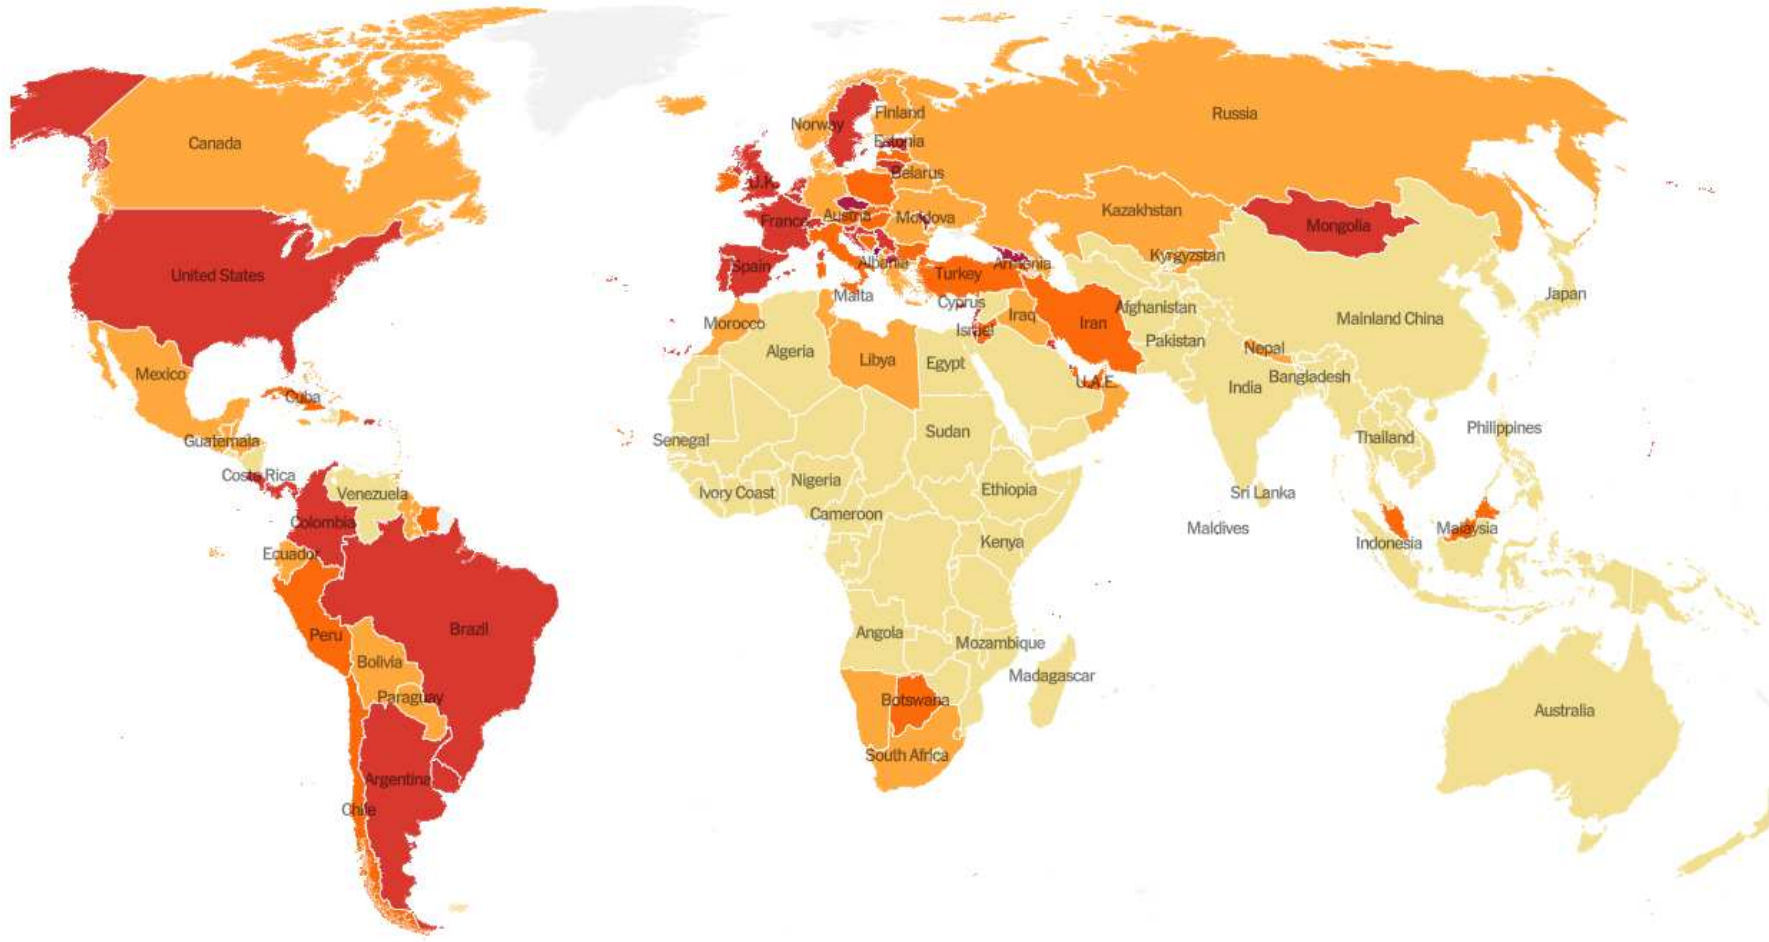 Russia
Finland
Norway
Canada
Estonia
Belarus
U.K.
Kazakhstan
France
Austria
Moldova
Mongolia
Kyrgyzstan
United States
Spain
Albania
Armenia
Turkey
Malta
Cyprus
Afghanistan
Japan
Morocco
Israel
Iraq
Iran
Mainland China
Pakistan
Algeria
Libya
Egypt
Nepal
Mexico
U.A.E.
India
Bangladesh
Cuba
Guatemala
Senegal
Sudan
Thailand
Philippines
Costa Rica
Venezuela
Ivory Coast
Nigeria
Ethiopia
Sri Lanka
Colombia
Cameroon
Maldives
Malaysia
Ecuador
Kenya
Indonesia
Peru
Brazil
Angola
Mozambique
Bolivia
Madagascar
Paraguay
Botswana
Australia
South Africa
Argentina
Chile